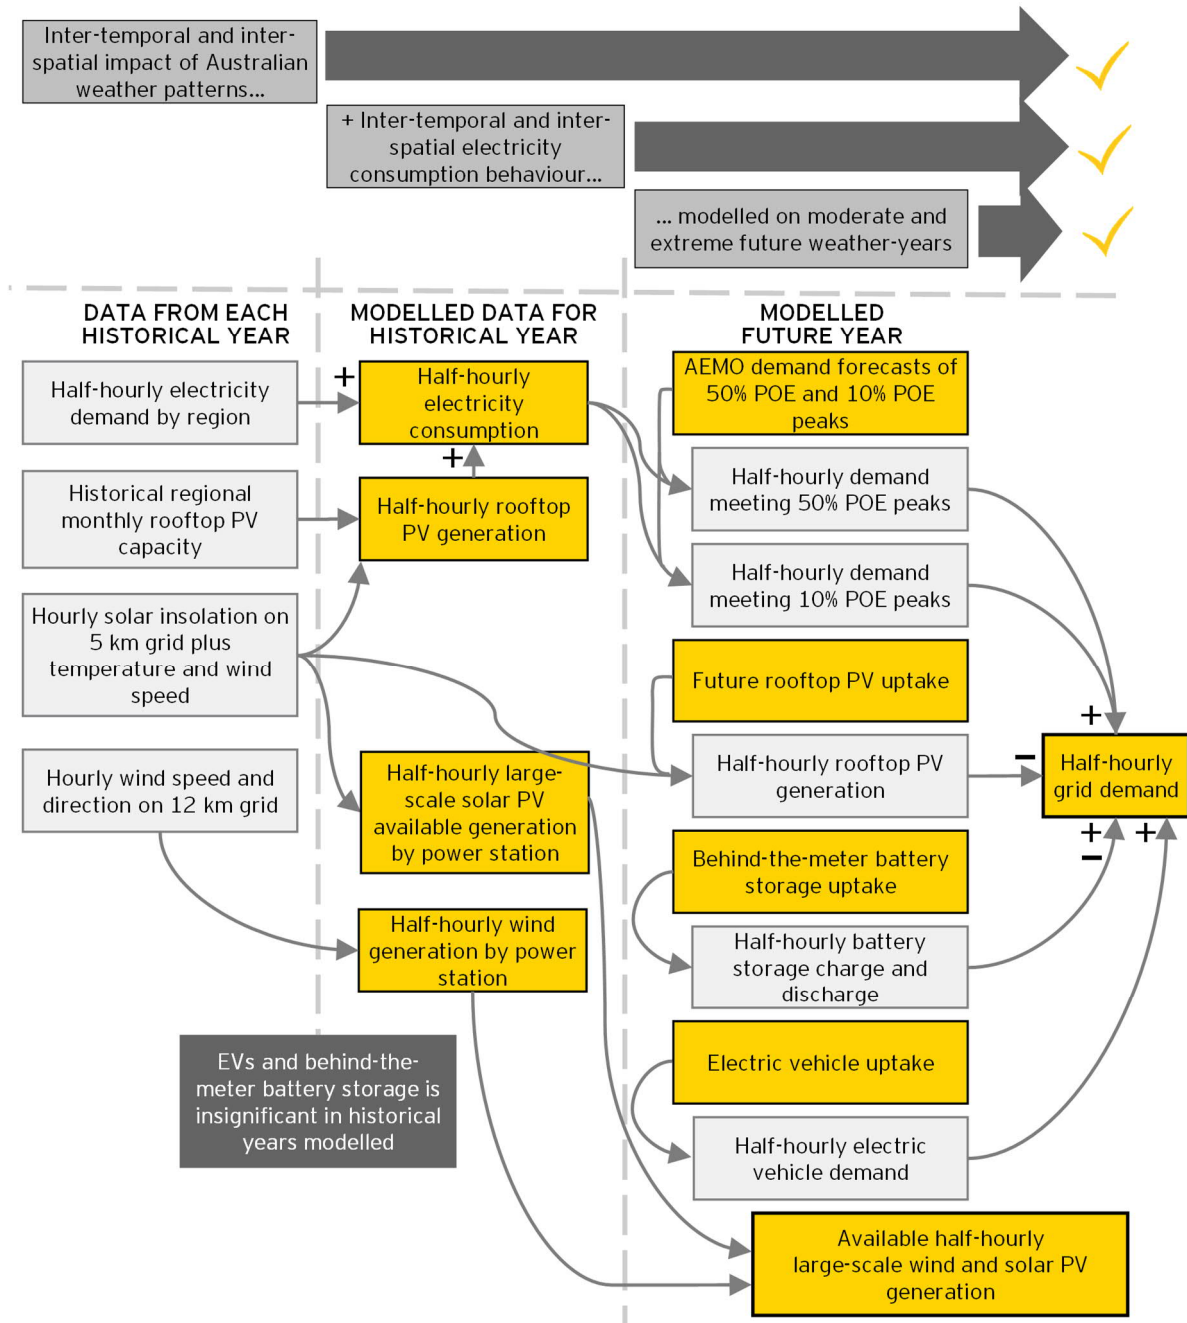 Inter-temporal and inter-
spatial impact of Australian
weather patterns...
+ Inter-temporal and inter-
spatial electricity
consumption behaviour...
... modelled on moderate and
extreme future weather-years
DATA FROM EACH
HISTORICAL YEAR
Half-hourly electricity
demand by region
Historical regional
monthly rooftop PV
capacity
Hourly solar insolation on
5 km grid plus
temperature and wind
speed
Hourly wind speed and
direction on 12 km grid
EVs and behind-the-
meter battery storage is
insignificant in historical
years modelled
MODELLED DATA FOR
HISTORICAL YEAR
+
Half-hourly
electricity
consumption
+
Half-hourly rooftop
PV generation
Half-hourly large-
scale solar PV
available generation
by power station
Half-hourly wind
generation by power
station
MODELLED
FUTURE YEAR
AEMO demand forecasts of
50% POE and 10% POE
peaks
Half-hourly demand
meeting 50% POE peaks
Half-hourly demand
meeting 10% POE peaks
Future rooftop PV uptake
Half-hourly rooftop PV
generation
Behind-the-meter battery
storage uptake
Half-hourly battery
storage charge and
discharge
Electric vehicle uptake
Half-hourly electric
vehicle demand
Available half-hourly
large-scale wind and solar PV
generation
+
−
Half-hourly
grid demand
+ +
−